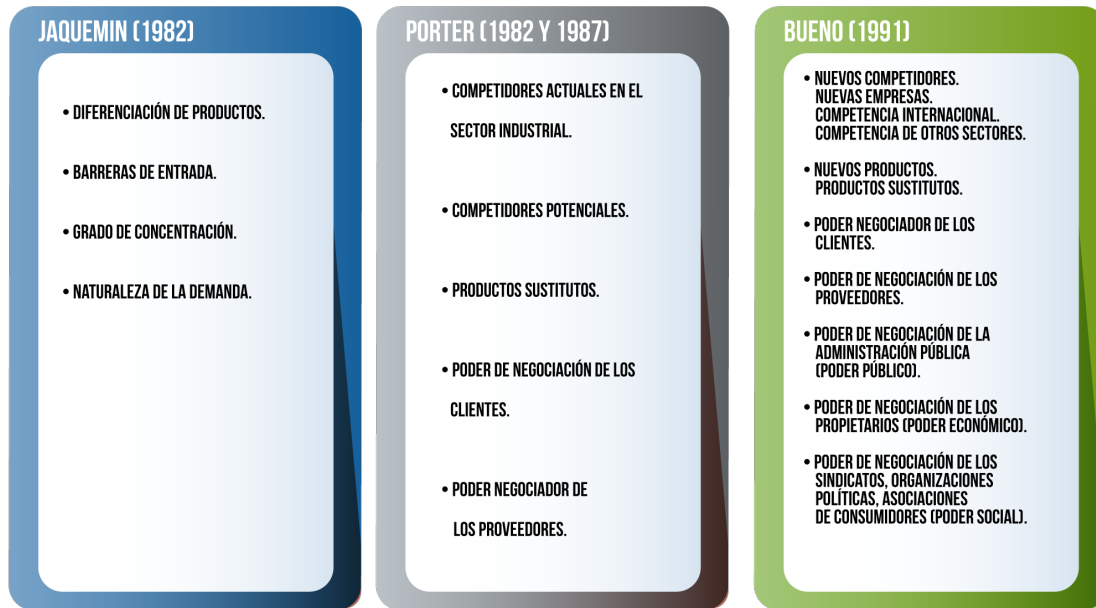 JAQUEMIN (1982)
• DIFERENCIACIÓN DE PRODUCTOS.
• BARRERAS DE ENTRADA.
• GRADO DE CONCENTRACIÓN.
• NATURALEZA DE LA DEMANDA.
PORTER (1982 Y 1987)
• COMPETIDORES ACTUALES EN EL
SECTOR INDUSTRIAL.
• COMPETIDORES POTENCIALES.
• PRODUCTOS SUSTITUTOS.
• PODER DE NEGOCIACIÓN DE LOS
CLIENTES.
• PODER NEGOCIADOR DE
LOS PROVEEDORES.
BUENO (1991)
• NUEVOS COMPETIDORES.
NUEVAS EMPRESAS.
COMPETENCIA INTERNACIONAL.
COMPETENCIA DE OTROS SECTORES.
• NUEVOS PRODUCTOS.
PRODUCTOS SUSTITUTOS.
• PODER NEGOCIADOR DE LOS
CLIENTES.
• PODER DE NEGOCIACIÓN DE LOS
PROVEEDORES.
• PODER DE NEGOCIACIÓN DE LA
ADMINISTRACIÓN PÚBLICA
(PODER PÚBLICO).
• PODER DE NEGOCIACIÓN DE LOS
PROPIETARIOS (PODER ECONÓMICO).
• PODER DE NEGOCIACIÓN DE LOS
SINDICATOS, ORGANIZACIONES
POLÍTICAS, ASOCIACIONES
DE CONSUMIDORES (PODER SOCIAL).